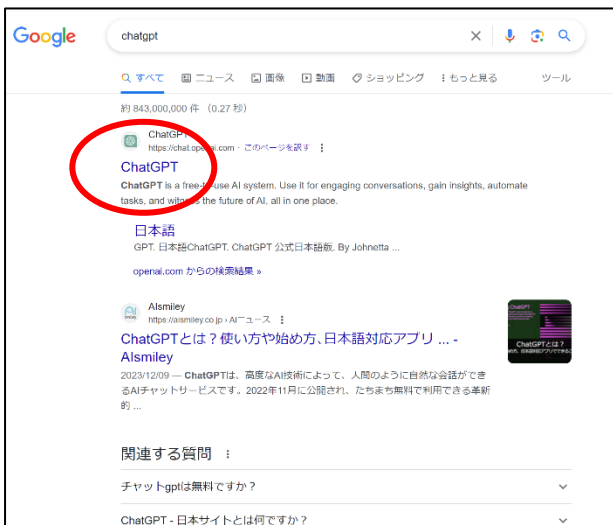 Google
chatgpt
すべて ニュース 画像 動画 ショッピング もっと見る ツール
約 843,000,000 件 （0.27 秒）
ChatGPT
https://chat.openai.com · このページを訳す
ChatGPT
ChatGPT is a free-to-use AI system. Use it for engaging conversations, gain insights, automate
tasks, and witness the future of AI, all in one place.
日本語
GPT. 日本語ChatGPT. ChatGPT 公式日本語版. By Johnetta ...
openai.com からの検索結果 »
AIsmiley
https://aismiley.co.jp › AIニュース
ChatGPTとは？使い方や始め方、日本語対応アプリ ... -
AIsmiley
2023/12/09 — ChatGPTは、高度なAI技術によって、人間のように自然な会話ができ
るAIチャットサービスです。2022年11月に公開され、たちまち無料で利用できる革新
的 ...
ChatGPT
ChatGPTとは？
関連する質問
チャットgptは無料ですか？
ChatGPT - 日本サイトとは何ですか？